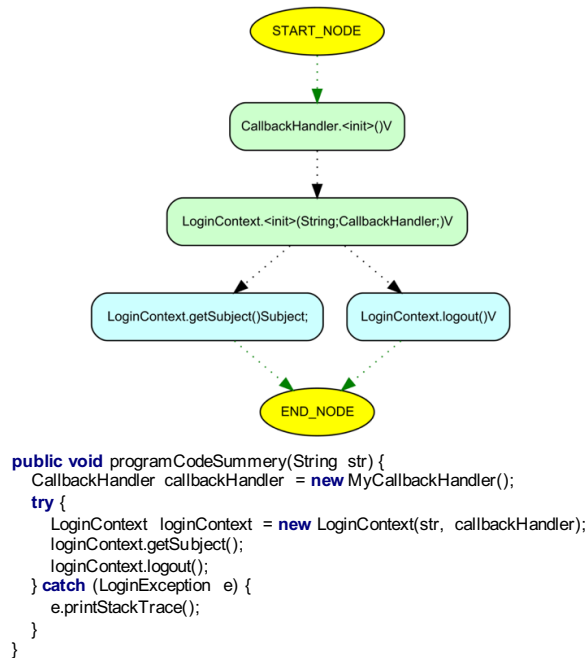 START_NODE
CallbackHandler.<init>()V
LoginContext.<init>(String;CallbackHandler;)V
LoginContext.getSubject()Subject;
LoginContext.logout()V
END_NODE
public void programCodeSummery(String str) {
CallbackHandler callbackHandler = new MyCallbackHandler();
try {
LoginContext loginContext = new LoginContext(str, callbackHandler);
loginContext.getSubject();
loginContext.logout();
} catch (LoginException e) {
e.printStackTrace();
}
}